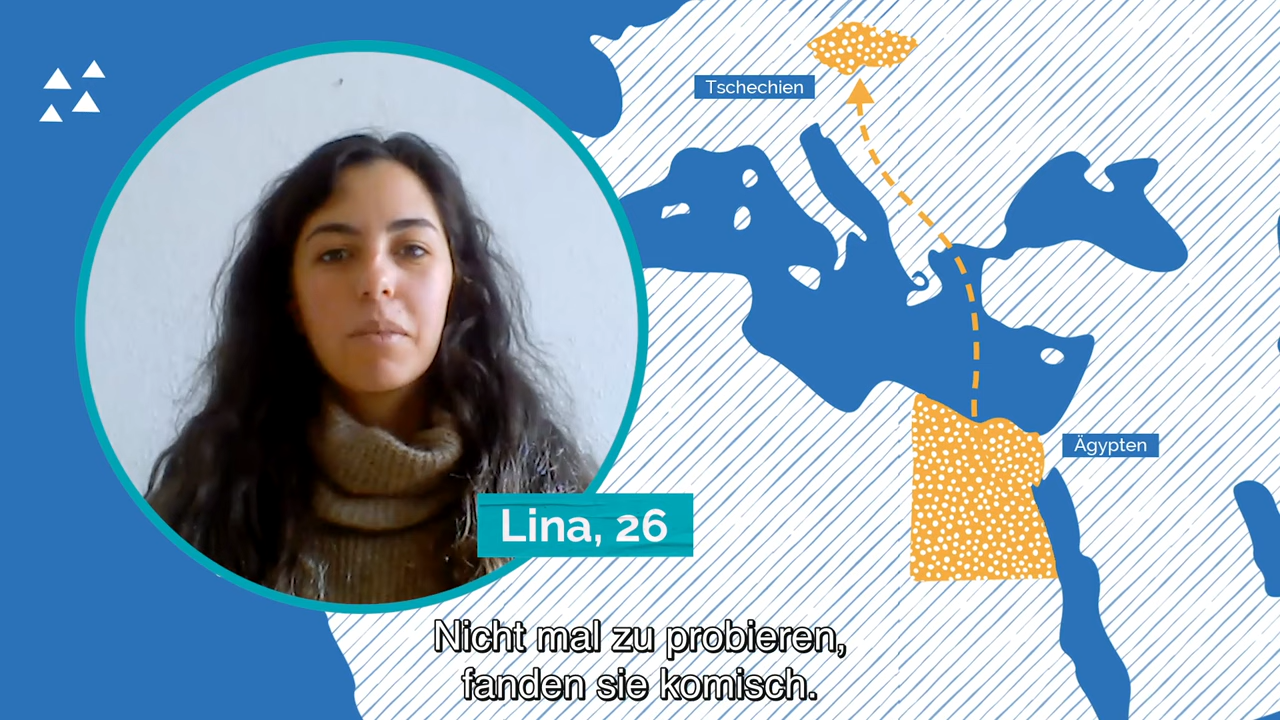 Tschechien
Ägypten
Lina, 26
Nicht mal zu probieren,
fanden sie komisch.